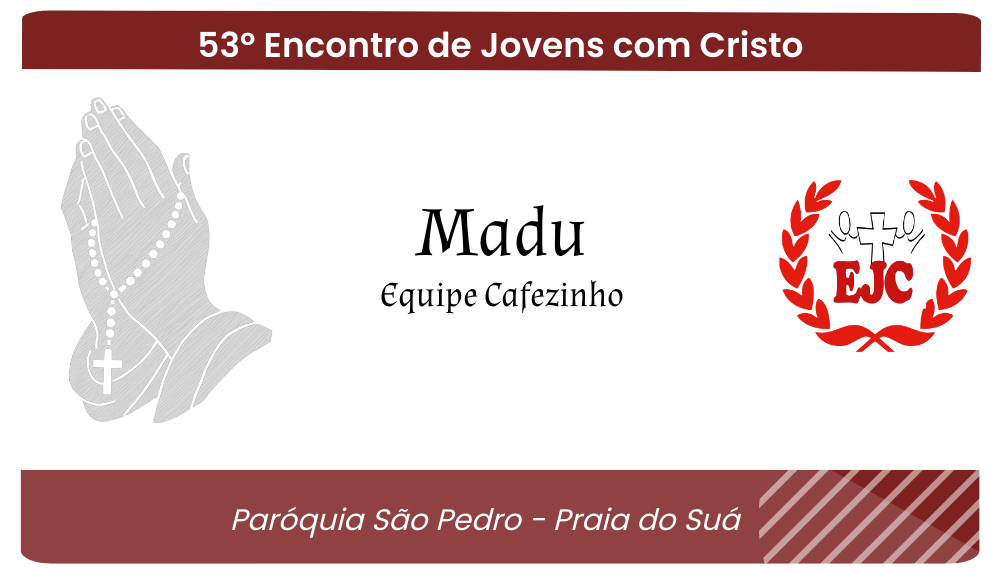 53º Encontro de Jovens com Cristo
Madu
Equipe Cafezinho
EJC
Paróquia São Pedro - Praia do Suá